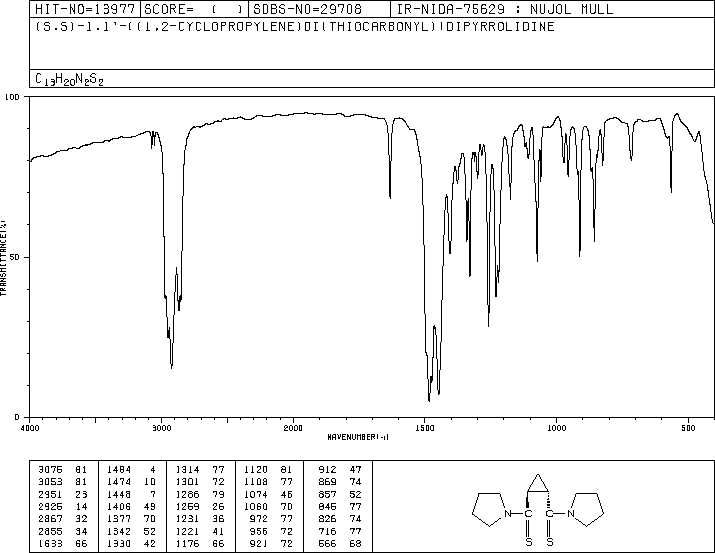 HIT-NO=13977 SCORE= ( ) SDBS-NO=29708 IR-NIDA-75629 : NUJOL MULL
(S,S)-1,1'-((1,2-CYCLOPROPYLENE)DI(THIOCARBONYL))DIPYRROLIDINE
C13H20N2S2
100
50
0
TRANSMITTANCE(%)
4000 3000 2000 1500 1000 500
WAVENUMBER(-1)
3076 81 1484 4 1314 77 1120 81 912 47
3053 81 1474 10 1301 72 1108 77 869 74
2951 23 1448 7 1286 79 1074 46 857 52
2925 14 1406 49 1259 26 1060 70 845 77
2867 32 1377 70 1231 36 972 77 826 74
2855 34 1342 52 1221 41 956 72 716 77
1633 66 1330 42 1176 66 921 72 566 68
N C C N
S S